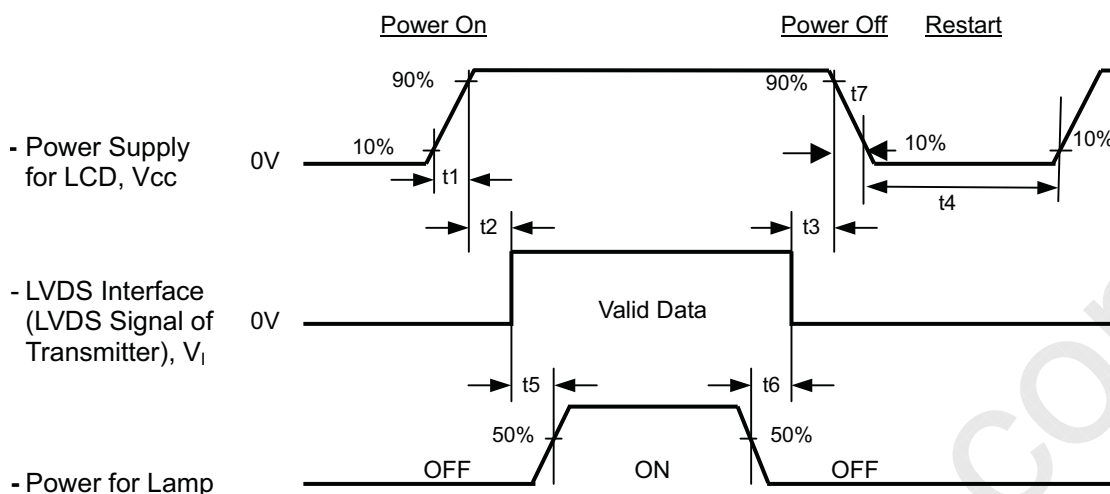 Power On
Power Off
Restart
90%
90%
t7
10%
10%
10%
- Power Supply
for LCD, Vcc
0V
t1
t4
t2
t3
- LVDS Interface
(LVDS Signal of
Transmitter), VI
0V
Valid Data
t5
t6
50%
50%
OFF
ON
OFF
- Power for Lamp
com